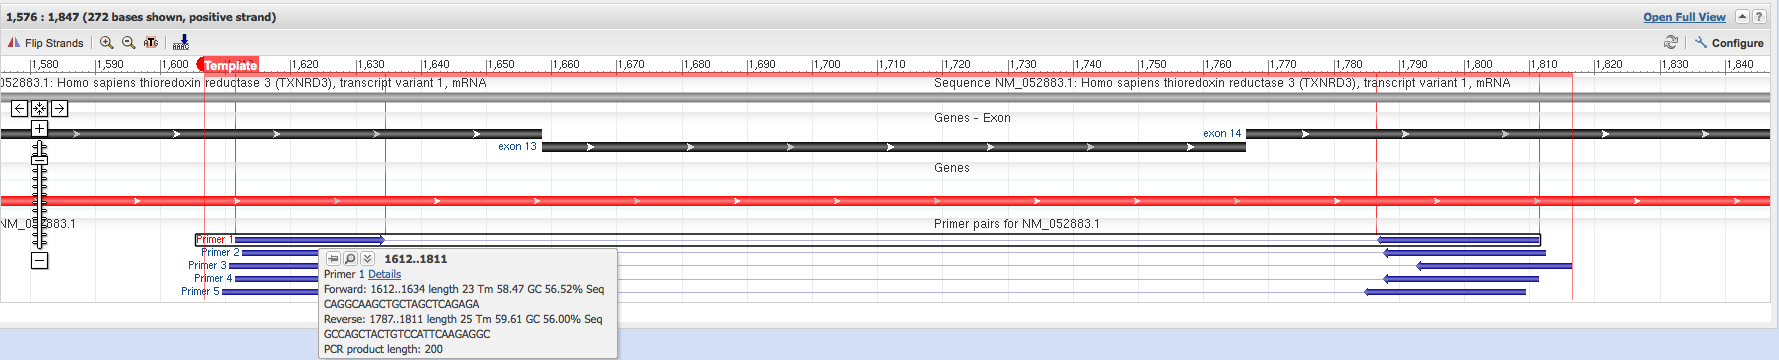 1,576 : 1,847 (272 bases shown, positive strand)
Open Full View
?
Flip Strands
ATG
Configure
1,580 1,590 1,600 Template 1,620 1,630 1,640 1,650 1,660 1,670 1,680 1,690 1,700 1,710 1,720 1,730 1,740 1,750 1,760 1,770 1,780 1,790 1,800 1,810 1,820 1,830 1,840
052883.1: Homo sapiens thioredoxin reductase 3 (TXNRD3), transcript variant 1, mRNA
Sequence NM_052883.1: Homo sapiens thioredoxin reductase 3 (TXNRD3), transcript variant 1, mRNA
Genes - Exon
exon 14
exon 13
Genes
NM_052883.1
Primer pairs for NM_052883.1
Primer 1
Primer 2
Primer 3
Primer 4
Primer 5
1612..1811
Primer 1 Details
Forward: 1612..1634 length 23 Tm 58.47 GC 56.52% Seq
CAGGCAAGCTGCTAGCTCAGAGA
Reverse: 1787..1811 length 25 Tm 59.61 GC 56.00% Seq
GCCAGCTACTGTCCATTCAAGAGGC
PCR product length: 200